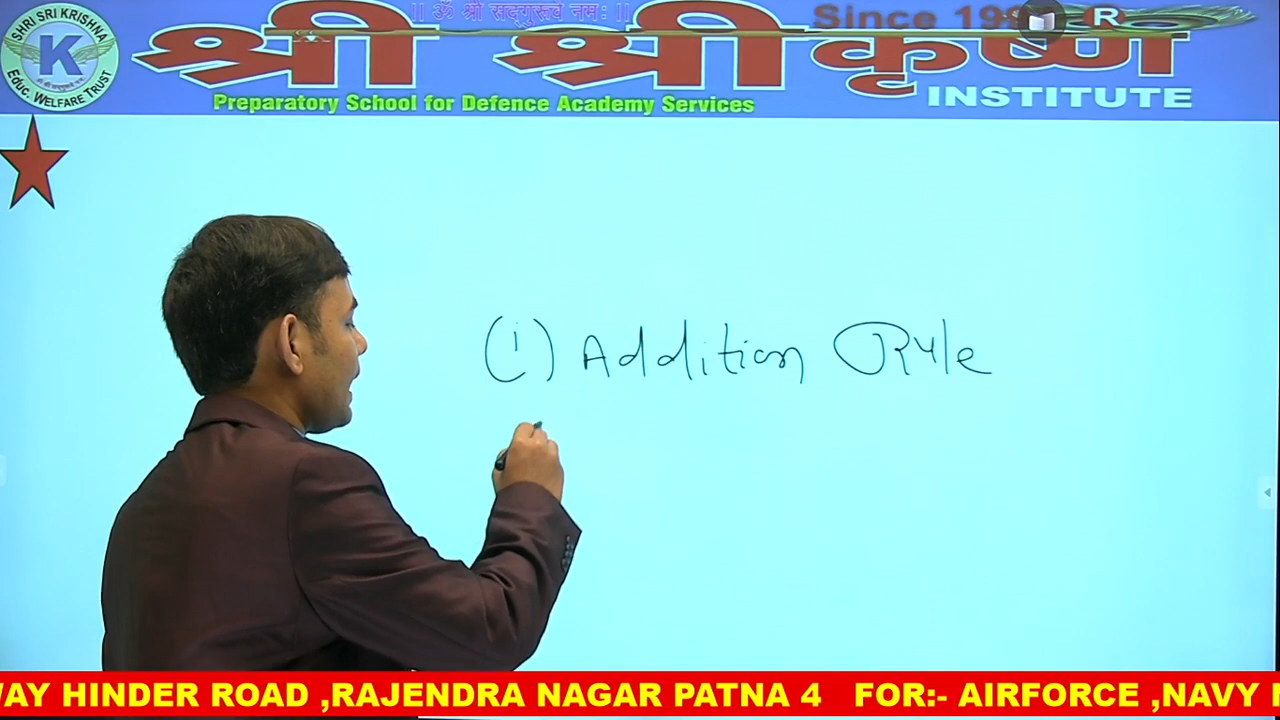 || ॐ श्री सद्गुरूवे नमः ||
SHRI SRI KRISHNA
K
Educ. WELFARE TRUST
श्री श्री कृष्ण
Since 199
R
Preparatory School for Defence Academy Services
INSTITUTE
(i) Addition Rule
WAY HINDER ROAD ,RAJENDRA NAGAR PATNA 4 FOR:- AIRFORCE ,NAVY